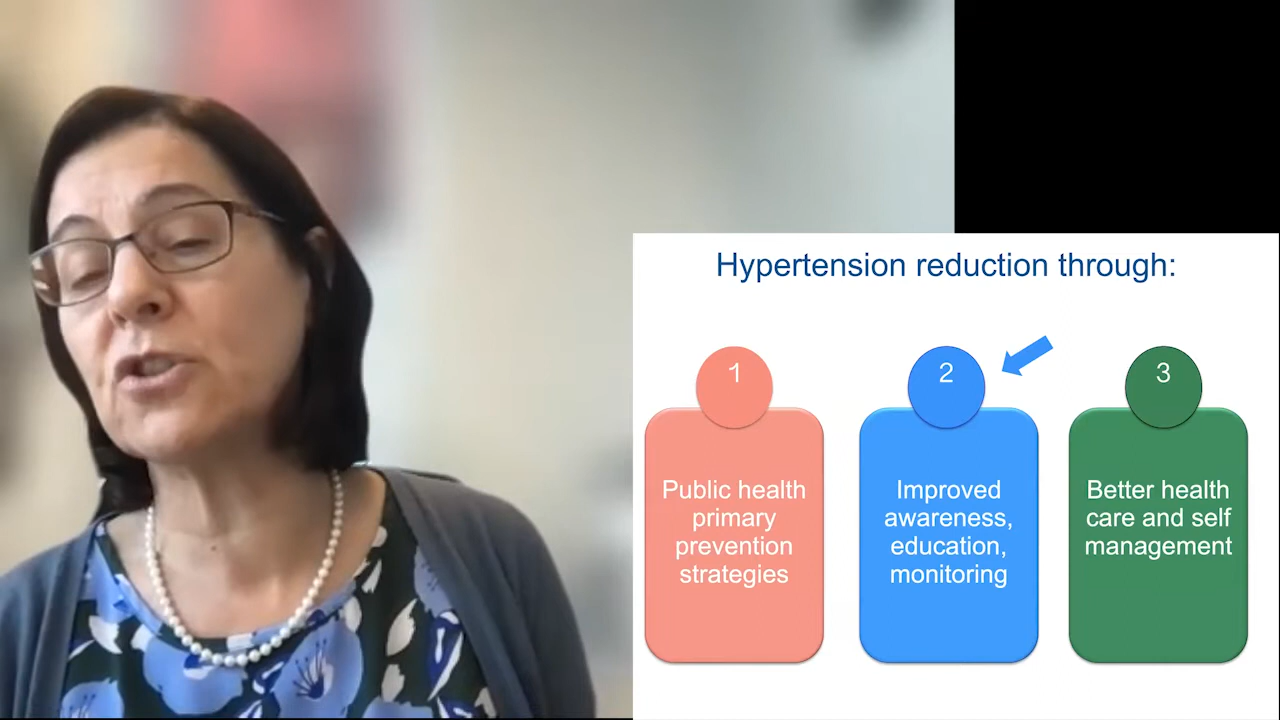 Hypertension reduction through:
1
Public health
primary
prevention
strategies
2
Improved
awareness,
education,
monitoring
3
Better health
care and self
management